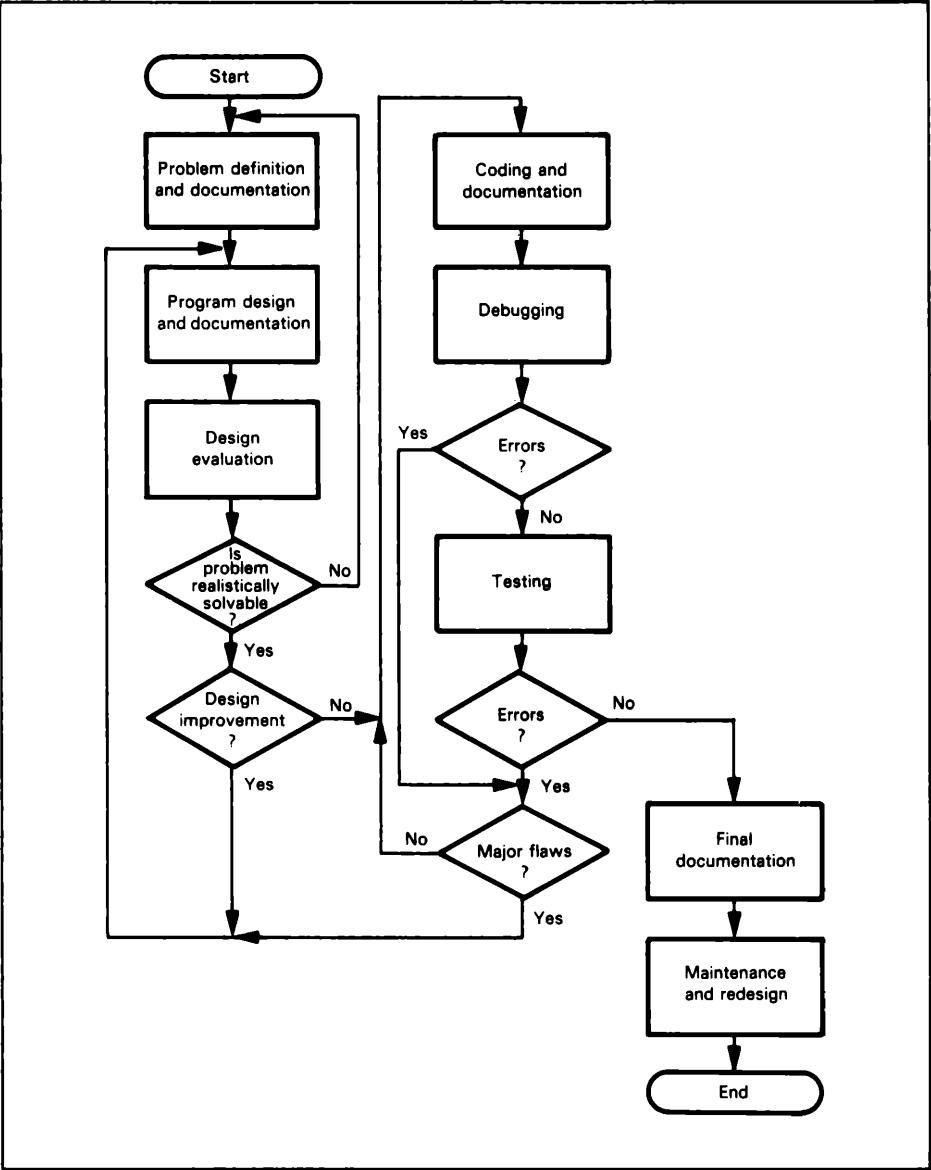 Start
Problem definition
and documentation
Program design
and documentation
Design
evaluation
Is
problem
realistically
solvable
?
No
Yes
Design
improvement
?
No
Yes
Coding and
documentation
Debugging
Errors
?
Yes
No
Testing
Errors
?
No
Yes
Major flaws
?
No
Yes
Final
documentation
Maintenance
and redesign
End